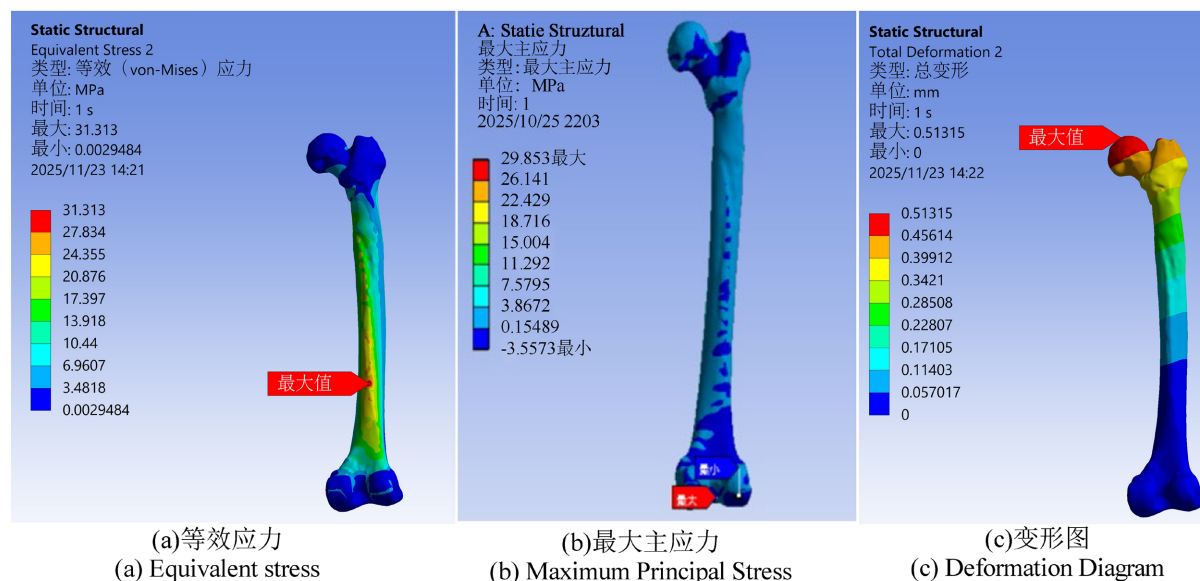 Static Structural
Equivalent Stress 2
类型: 等效（von-Mises）应力
单位: MPa
时间: 1 s
最大: 31.313
最小: 0.0029484
2025/11/23 14:21
31.313
27.834
24.355
20.876
17.397
13.918
10.44
6.9607
3.4818
0.0029484
最大值
A: Statie Struztural
最大主应力
类型: 最大主应力
单位: MPa
时间: 1
2025/10/25 2203
29.853最大
26.141
22.429
18.716
15.004
11.292
7.5795
3.8672
0.15489
-3.5573最小
最小
最大
Static Structural
Total Deformation 2
类型: 总变形
单位: mm
时间: 1 s
最大: 0.51315
最小: 0
2025/11/23 14:22
最大值
0.51315
0.45614
0.39912
0.3421
0.28508
0.22807
0.17105
0.11403
0.057017
0
(a)等效应力
(a) Equivalent stress
(b)最大主应力
(b) Maximum Principal Stress
(c)变形图
(c) Deformation Diagram